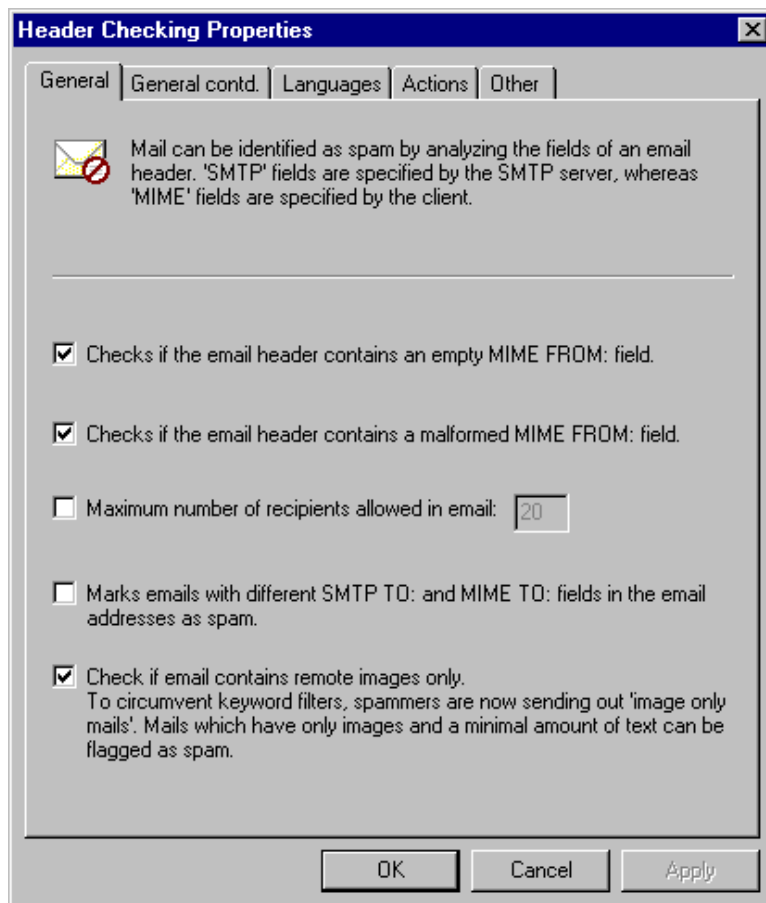 Header Checking Properties
General
General contd.
Languages
Actions
Other
Mail can be identified as spam by analyzing the fields of an email
header. 'SMTP' fields are specified by the SMTP server, whereas
'MIME' fields are specified by the client.
Checks if the email header contains an empty MIME FROM: field.
Checks if the email header contains a malformed MIME FROM: field.
Maximum number of recipients allowed in email: 20
Marks emails with different SMTP TO: and MIME TO: fields in the email
addresses as spam.
Check if email contains remote images only.
To circumvent keyword filters, spammers are now sending out 'image only
mails'. Mails which have only images and a minimal amount of text can be
flagged as spam.
OK
Cancel
Apply